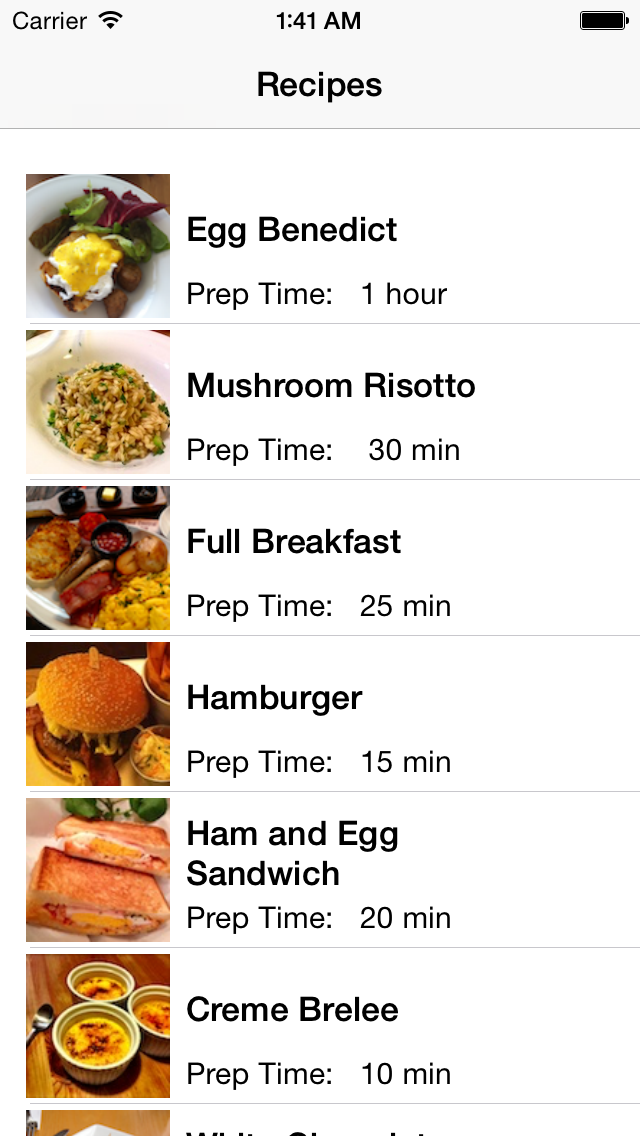 Carrier 1:41 AM
Recipes
Egg Benedict
Prep Time: 1 hour
Mushroom Risotto
Prep Time: 30 min
Full Breakfast
Prep Time: 25 min
Hamburger
Prep Time: 15 min
Ham and Egg
Sandwich
Prep Time: 20 min
Creme Brelee
Prep Time: 10 min